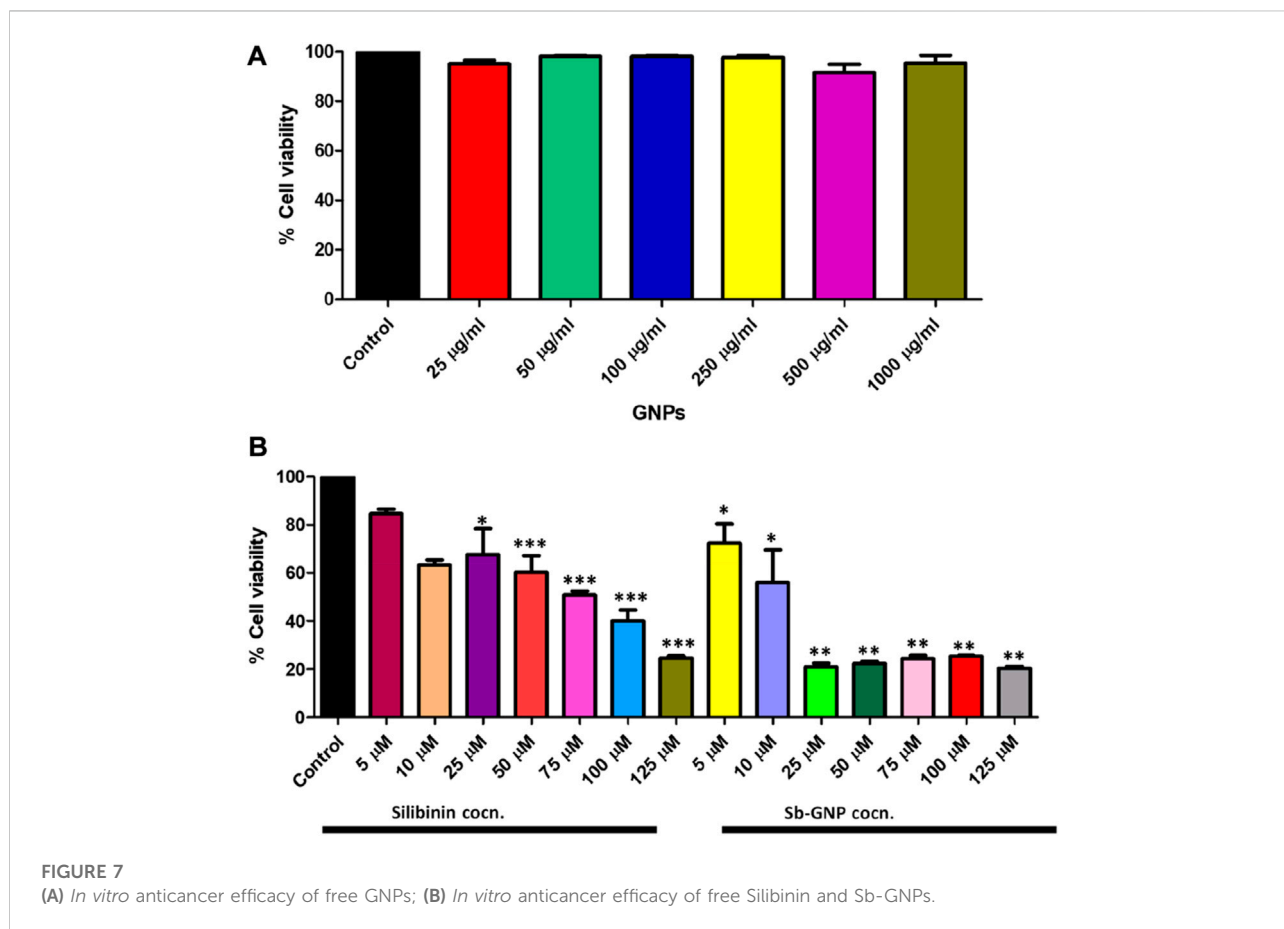 A
100
80
60
40
20
0
% Cell viability
Control
25 µg/ml
50 µg/ml
100 µg/ml
250 µg/ml
500 µg/ml
1000 µg/ml
GNPs
B
100
80
60
40
20
0
% Cell viability
*
***
***
***
***
*
*
**
**
**
**
**
Control
5 µM
10 µM
25 µM
50 µM
75 µM
100 µM
125 µM
5 µM
10 µM
25 µM
50 µM
75 µM
100 µM
125 µM
Silibinin cocn.
Sb-GNP cocn.
FIGURE 7
(A) In vitro anticancer efficacy of free GNPs; (B) In vitro anticancer efficacy of free Silibinin and Sb-GNPs.